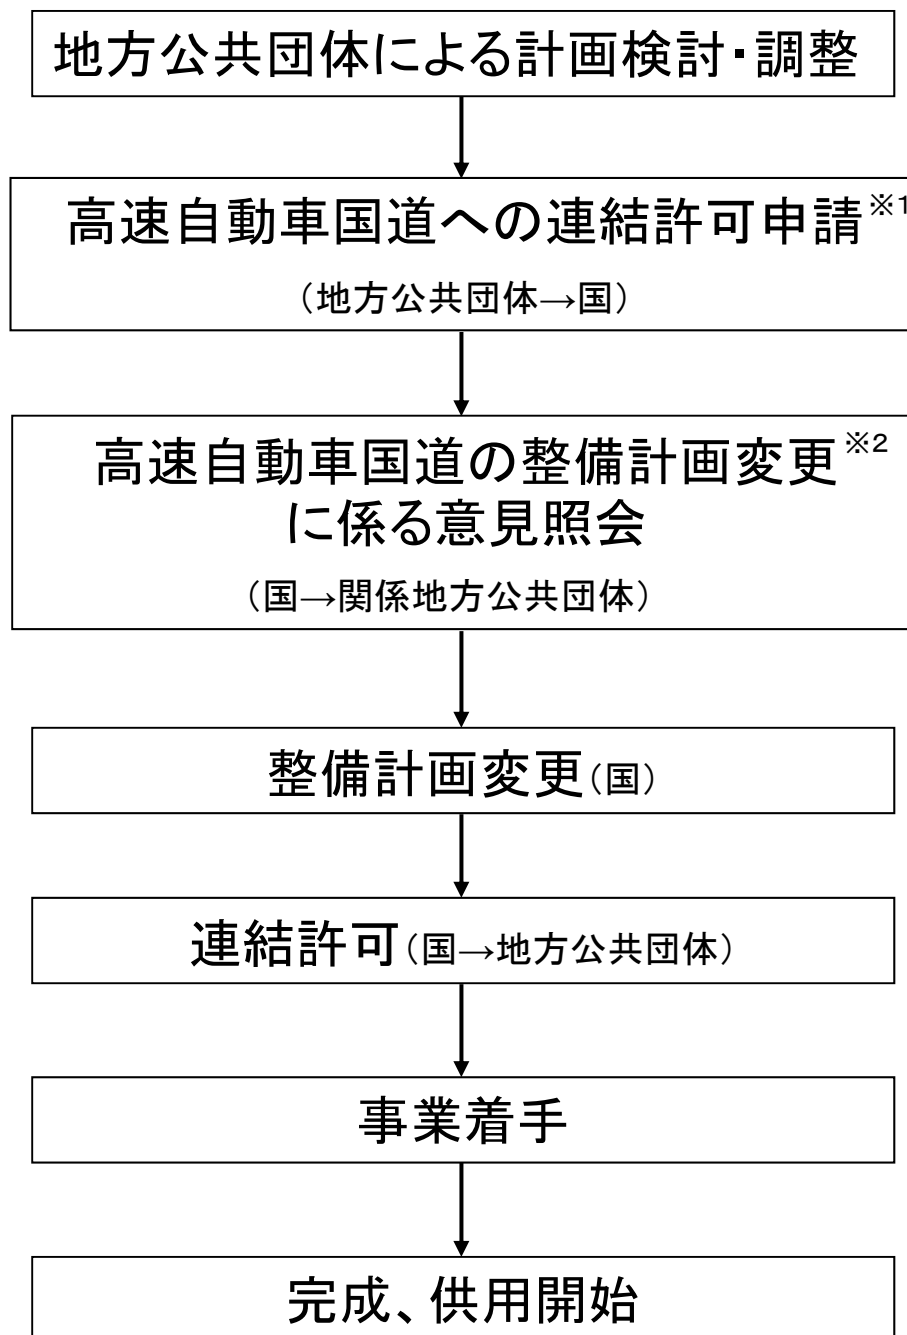 地方公共団体による計画検討・調整
高速自動車国道への連結許可申請※1
（地方公共団体→国）
高速自動車国道の整備計画変更※2
に係る意見照会
（国→関係地方公共団体）
整備計画変更（国）
連結許可（国→地方公共団体）
事業着手
完成、供用開始